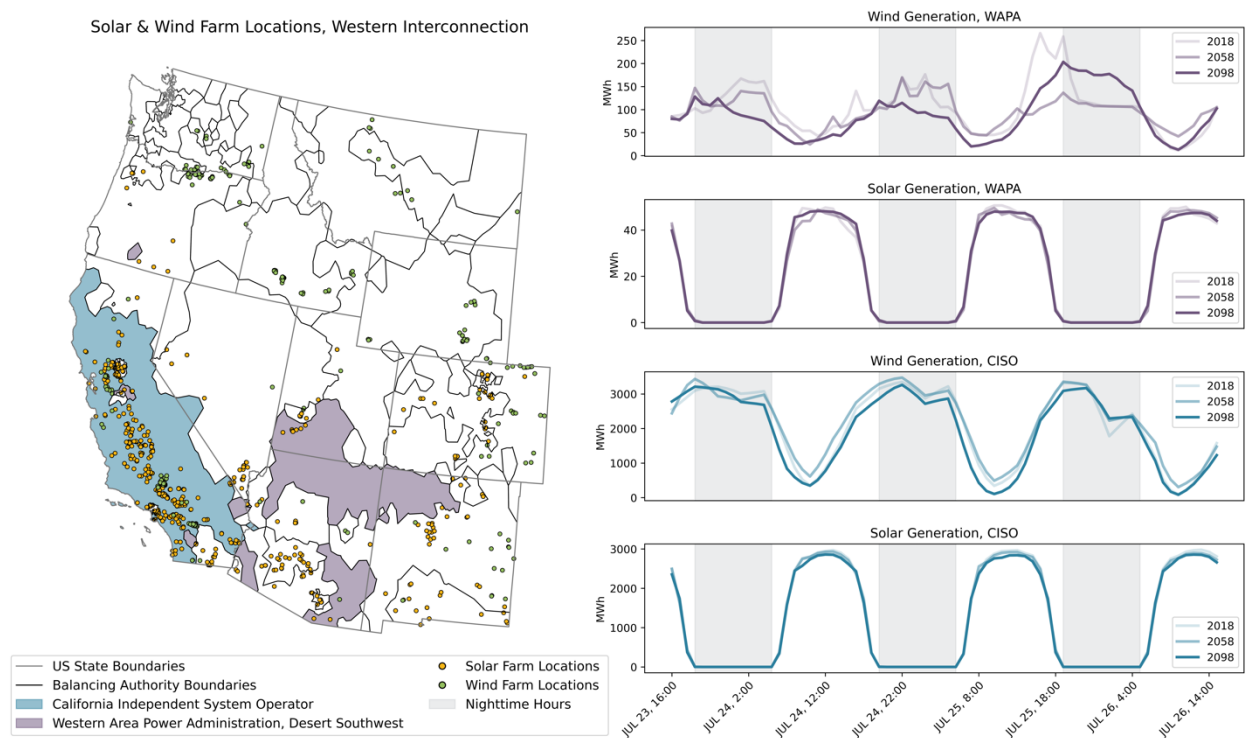 Solar & Wind Farm Locations, Western Interconnection
US State Boundaries
Balancing Authority Boundaries
California Independent System Operator
Western Area Power Administration, Desert Southwest
Solar Farm Locations
Wind Farm Locations
Nighttime Hours
Wind Generation, WAPA
MWh
250
200
150
100
50
0
2018
2058
2098
Solar Generation, WAPA
MWh
40
20
0
2018
2058
2098
Wind Generation, CISO
MWh
3000
2000
1000
0
2018
2058
2098
Solar Generation, CISO
MWh
3000
2000
1000
0
2018
2058
2098
JUL 23, 16:00
JUL 24, 2:00
JUL 24, 12:00
JUL 24, 22:00
JUL 25, 8:00
JUL 25, 18:00
JUL 26, 4:00
JUL 26, 14:00